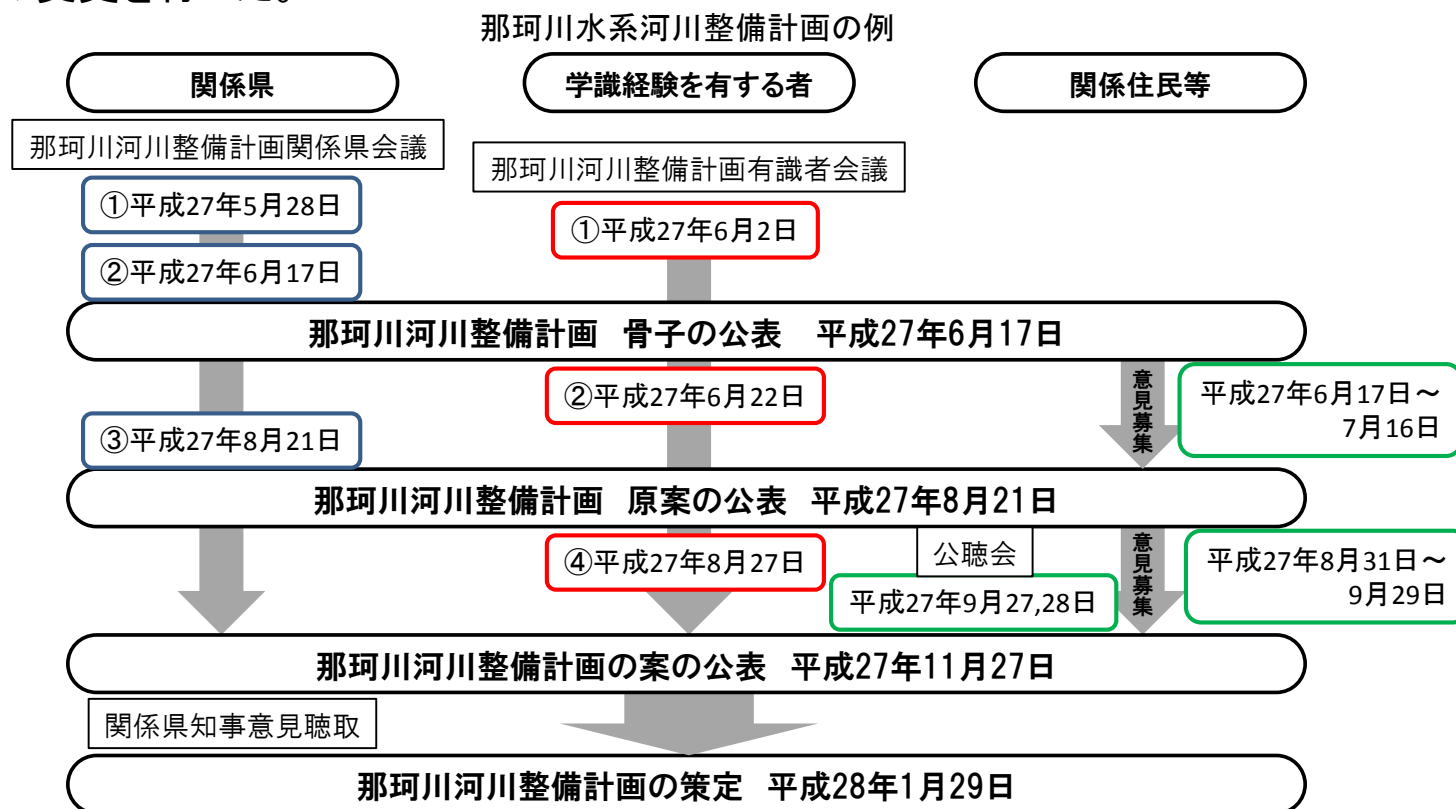 那珂川水系河川整備計画の例
関係県
学識経験を有する者
関係住民等
那珂川河川整備計画関係県会議
那珂川河川整備計画有識者会議
①平成27年5月28日
①平成27年6月2日
②平成27年6月17日
那珂川河川整備計画　骨子の公表　平成27年6月17日
②平成27年6月22日
意見募集
平成27年6月17日～
7月16日
③平成27年8月21日
那珂川河川整備計画　原案の公表　平成27年8月21日
④平成27年8月27日
公聴会
平成27年9月27,28日
意見募集
平成27年8月31日～
9月29日
那珂川河川整備計画の案の公表　平成27年11月27日
関係県知事意見聴取
那珂川河川整備計画の策定　平成28年1月29日